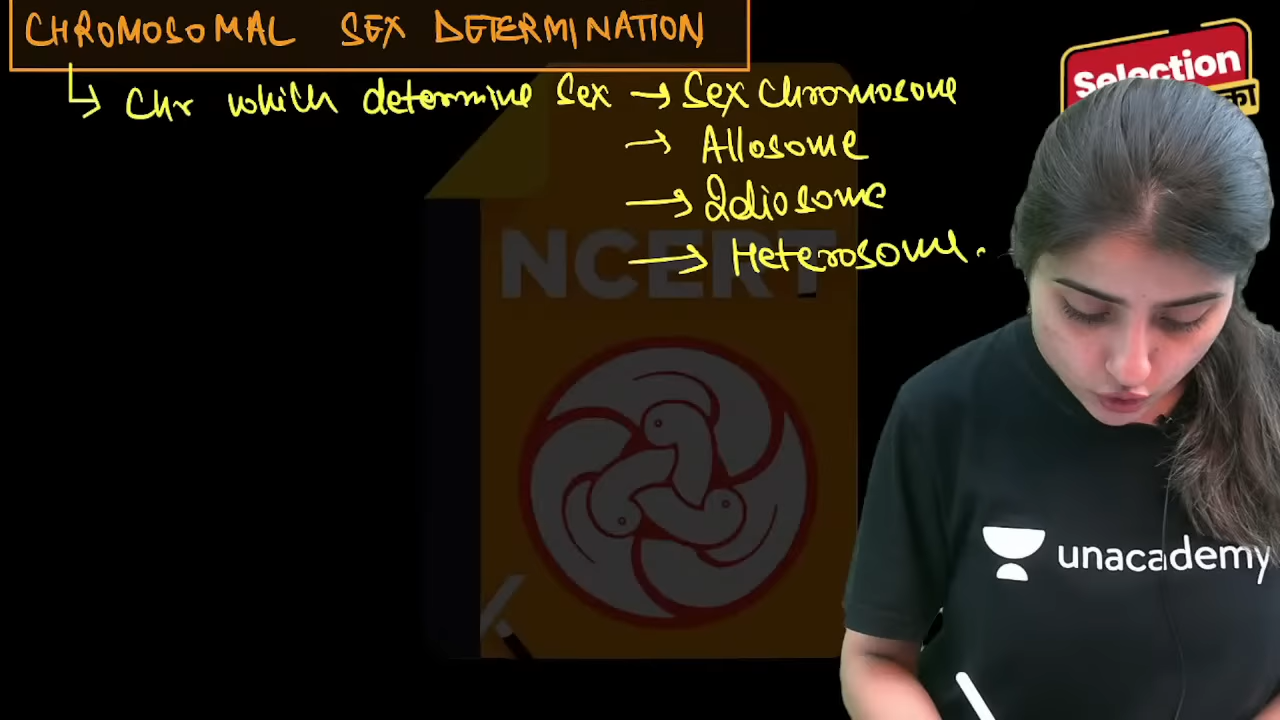 CHROMOSOMAL SEX DETERMINATION
Selection
↳ Chr which determine Sex → Sex Chromosome
→ Allosome
→ Idiosome
→ Heterosome.
NCERT
unacademy